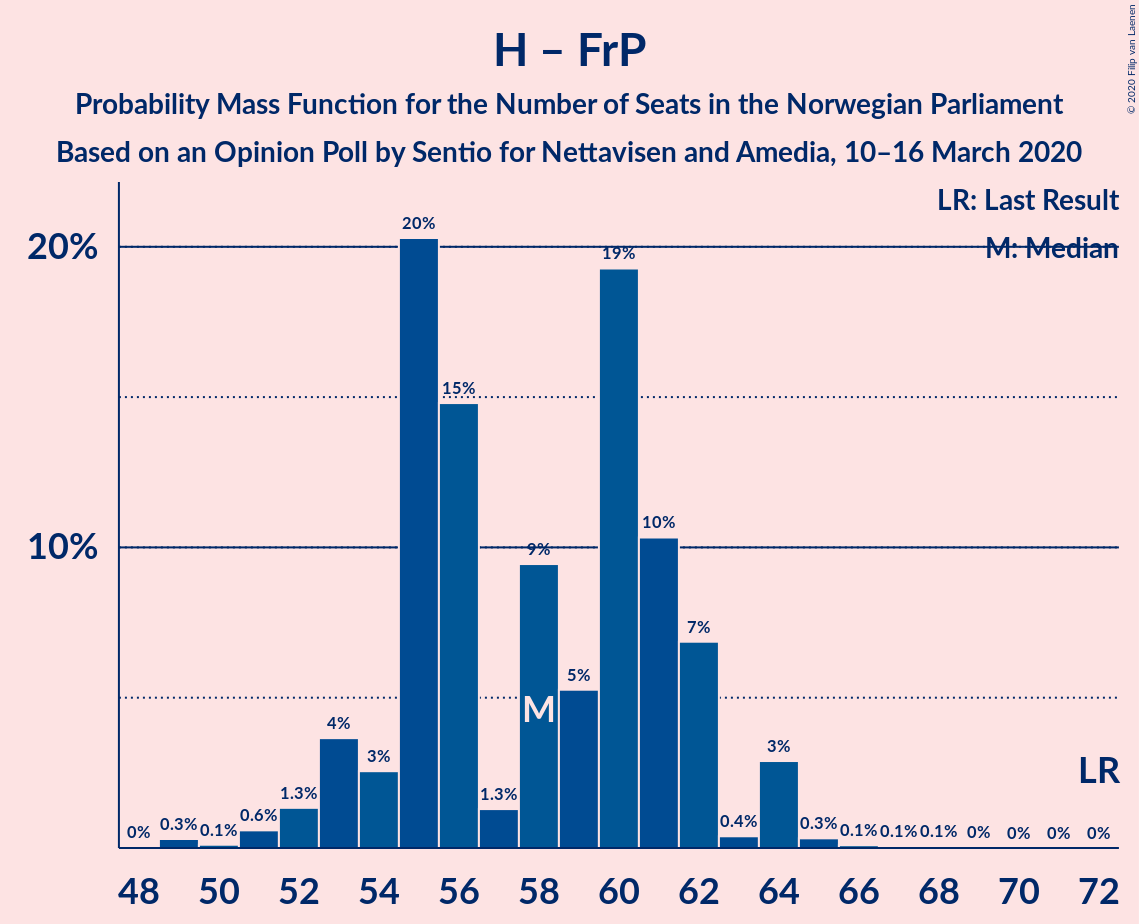 H – FrP
Probability Mass Function for the Number of Seats in the Norwegian Parliament
Based on an Opinion Poll by Sentio for Nettavisen and Amedia, 10–16 March 2020
© 2020 Filip van Laenen
LR: Last Result
M: Median
20%
10%
0% 0.3% 0.1% 0.6% 1.3% 4% 3% 20% 15% 1.3% 9% 5% 19% 10% 7% 0.4% 3% 0.3% 0.1% 0.1% 0.1% 0% 0% 0% 0%
M
LR
48 50 52 54 56 58 60 62 64 66 68 70 72